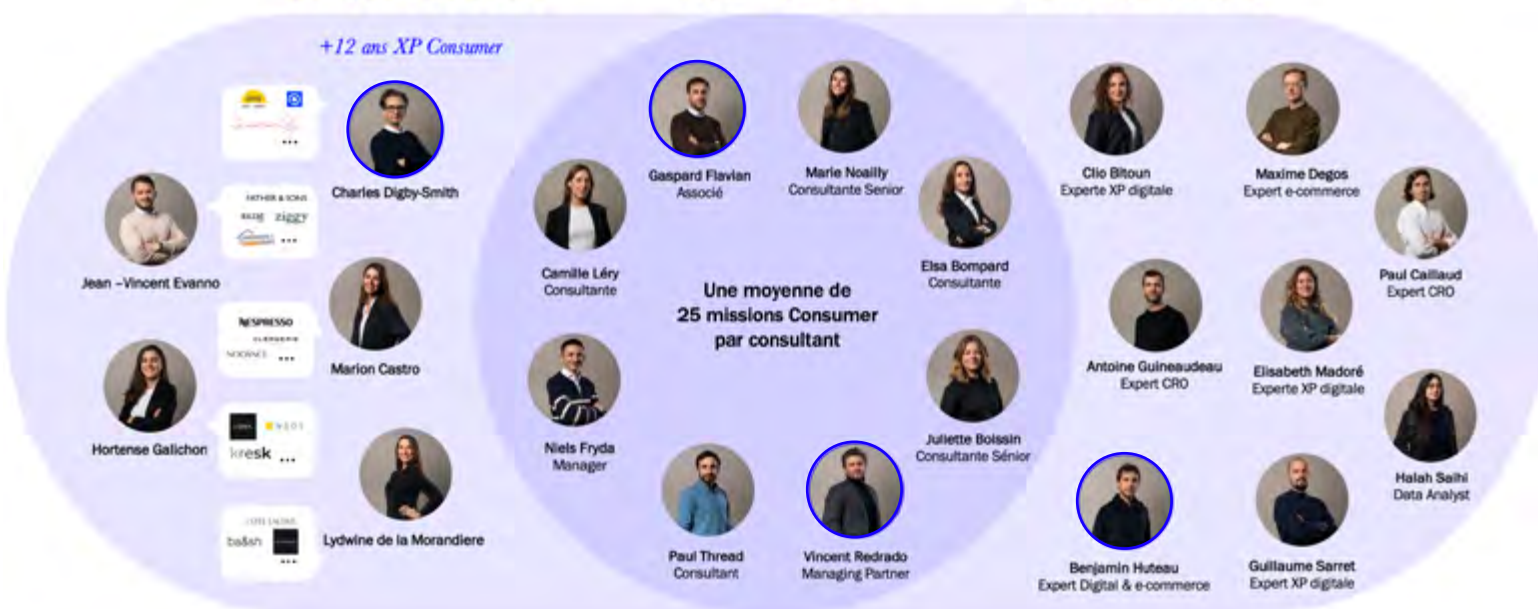 +12 ans XP Consumer
Charles Digby-Smith
FATHER & SONS
ziggy
Jean –Vincent Evanno
NESPRESSO
Marion Castro
Hortense Galichon
kresk
ba&sh
Lydwine de la Morandiere
Gaspard Flavian
Associé
Marie Noailly
Consultante Senior
Camille Léry
Consultante
Elsa Bompard
Consultante
Une moyenne de
25 missions Consumer
par consultant
Niels Fryda
Manager
Juliette Boissin
Consultante Sénior
Paul Thread
Consultant
Vincent Redrado
Managing Partner
Clio Bitoun
Experte XP digitale
Maxime Degos
Expert e-commerce
Paul Caillaud
Expert CRO
Antoine Guineaudeau
Expert CRO
Elisabeth Madoré
Experte XP digitale
Halah Salhi
Data Analyst
Benjamin Huteau
Expert Digital & e-commerce
Guillaume Sarret
Expert XP digitale